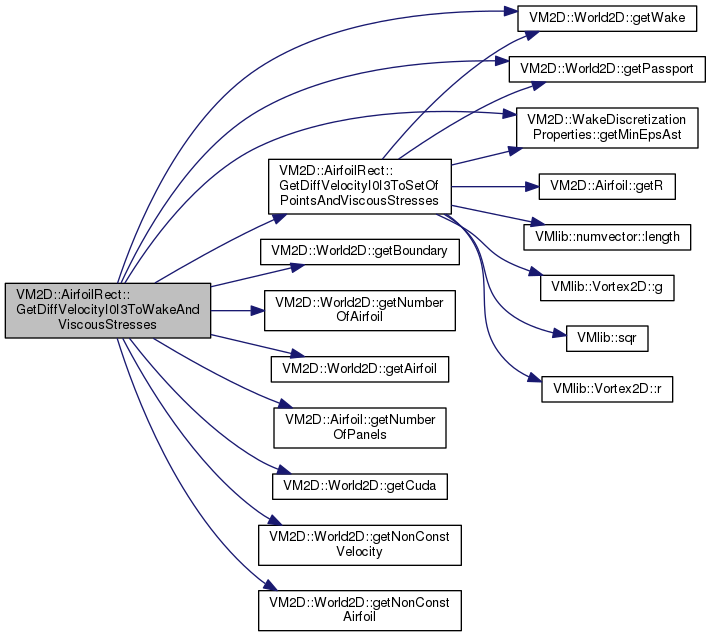 VM2D::World2D::getWake
VM2D::World2D::getPassport
VM2D::WakeDiscretization
Properties::getMinEpsAst
VM2D::AirfoilRect::
GetDiffVelocityI0I3ToSetOf
PointsAndViscousStresses
VM2D::Airfoil::getR
VMlib::numvector::length
VM2D::World2D::getBoundary
VMlib::Vortex2D::g
VM2D::AirfoilRect::
GetDiffVelocityI0I3ToWakeAnd
ViscousStresses
VM2D::World2D::getNumber
OfAirfoil
VMlib::sqr
VM2D::World2D::getAirfoil
VMlib::Vortex2D::r
VM2D::Airfoil::getNumber
OfPanels
VM2D::World2D::getCuda
VM2D::World2D::getNonConst
Velocity
VM2D::World2D::getNonConst
Airfoil